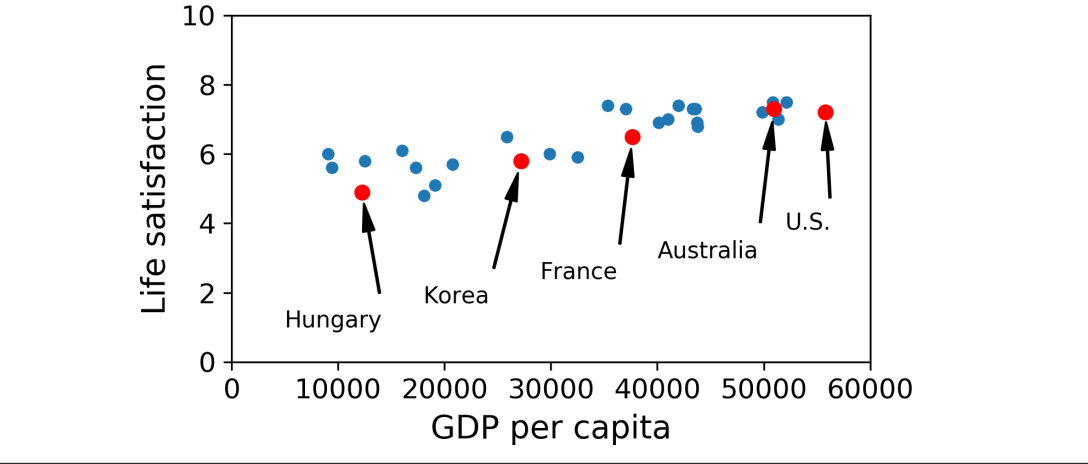 10
8
6
4
2
0
Life satisfaction
Hungary
Korea
France
Australia
U.S.
0 10000 20000 30000 40000 50000 60000
GDP per capita